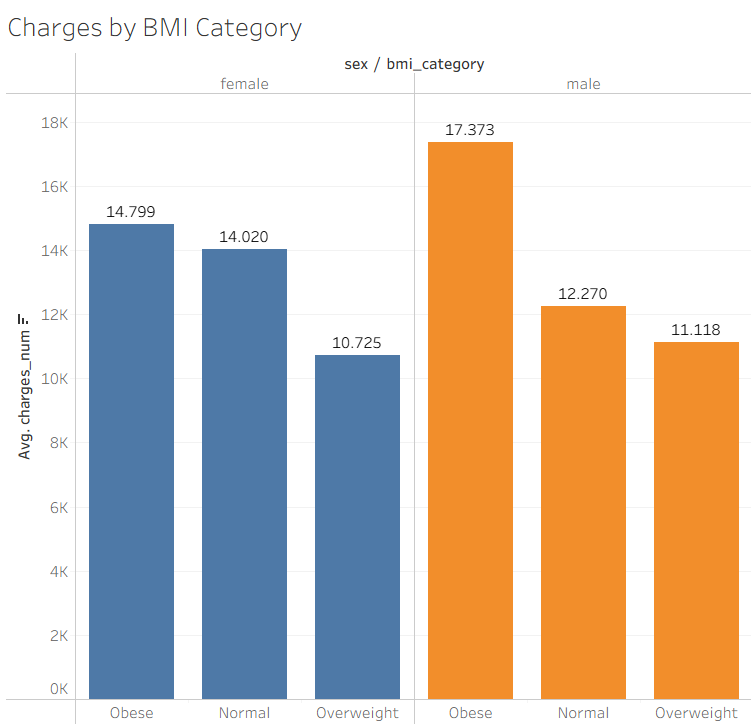 Charges by BMI Category
sex / bmi_category
female
male
Avg. charges_num
18K
16K
14K
12K
10K
8K
6K
4K
2K
0K
14.799
14.020
10.725
17.373
12.270
11.118
Obese
Normal
Overweight
Obese
Normal
Overweight